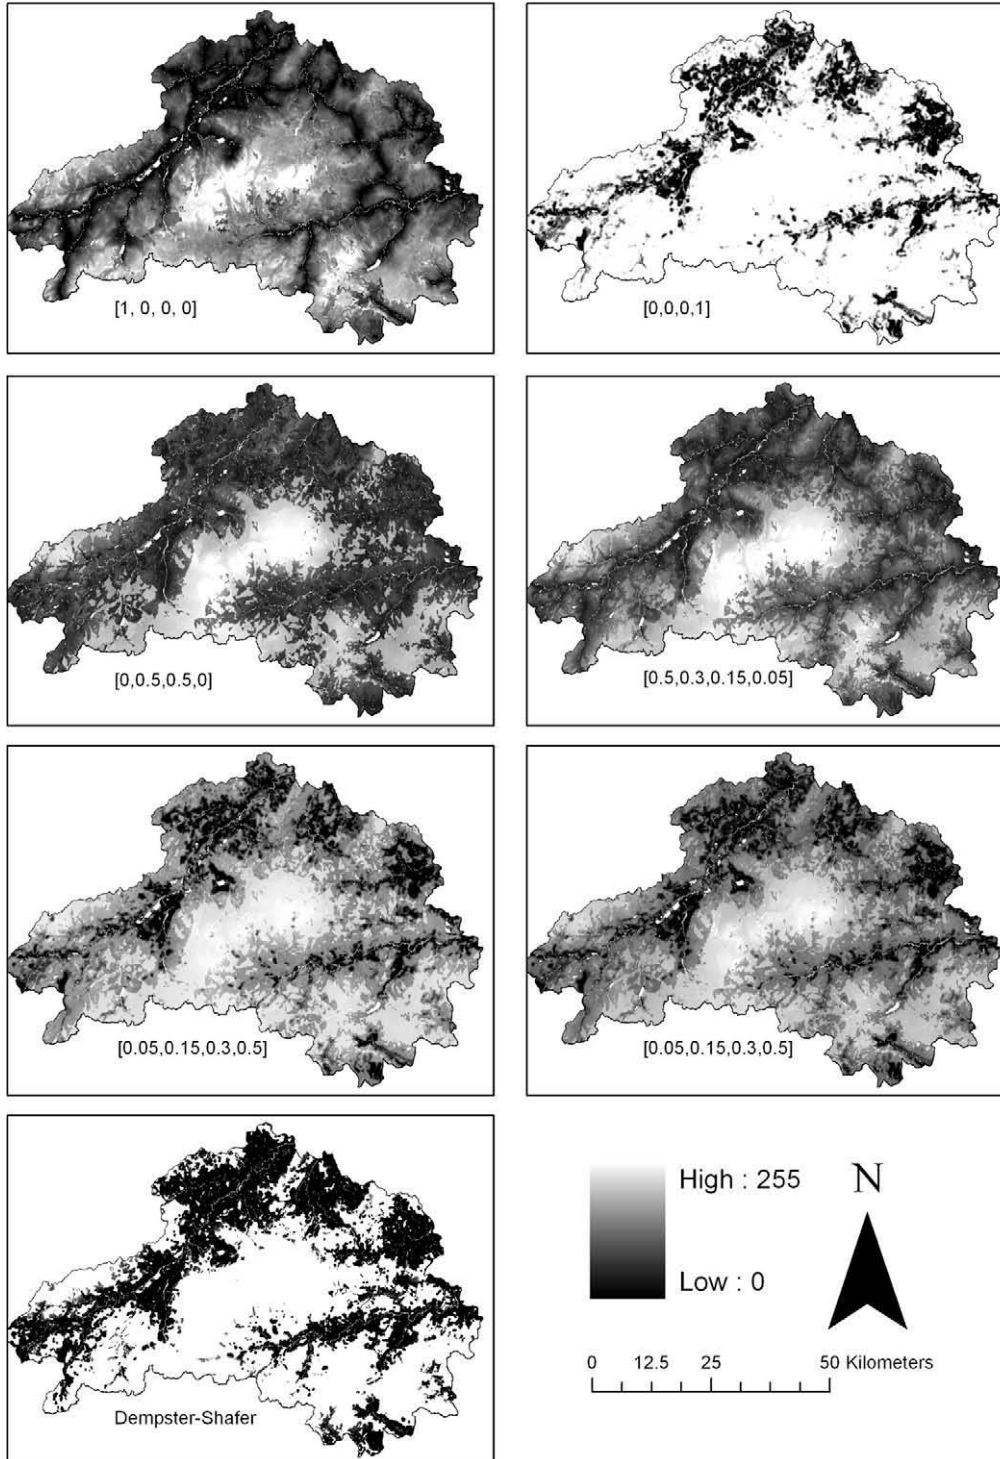 [1, 0, 0, 0]
[0,0,0,1]
[0,0.5,0.5,0]
[0.5,0.3,0.15,0.05]
[0.05,0.15,0.3,0.5]
[0.05,0.15,0.3,0.5]
Dempster-Shafer
High : 255
Low : 0
N
0 12.5 25 50 Kilometers